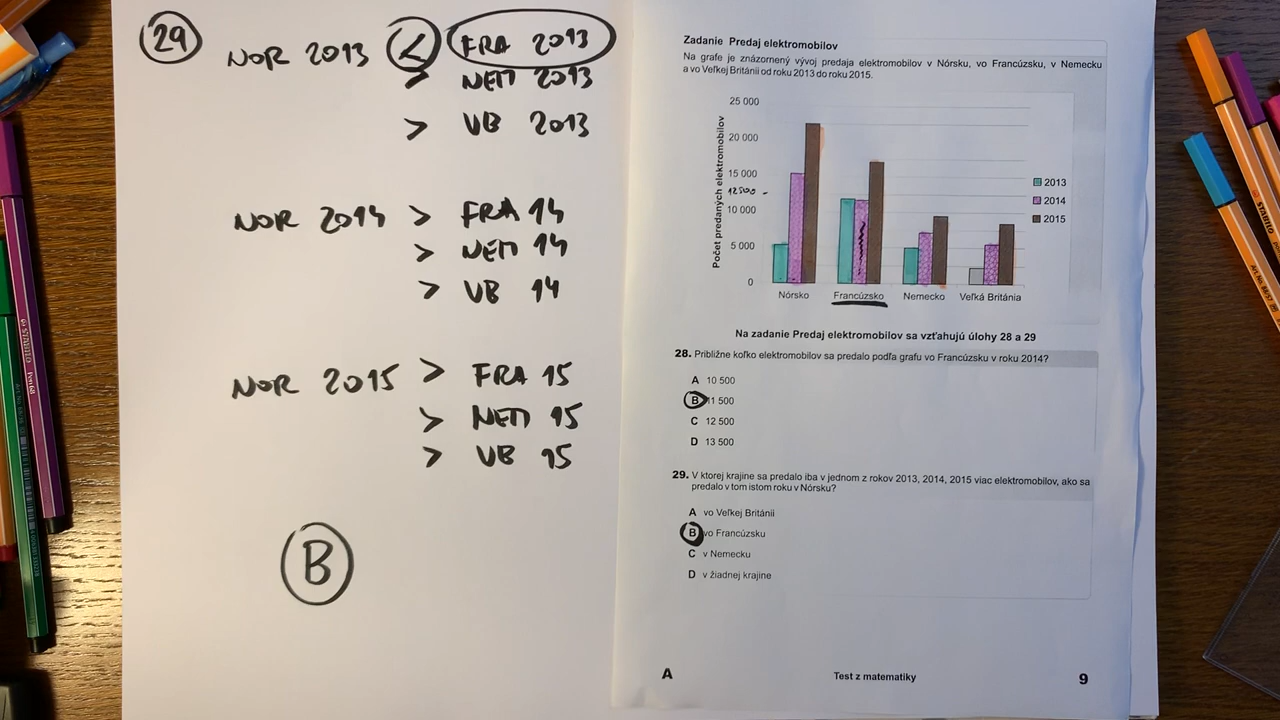 29
NOR 2013 < FRA 2013
> NEM 2013
> VB 2013
NOR 2014 > FRA 14
> NEM 14
> VB 14
NOR 2015 > FRA 15
> NEM 15
> VB 15
B
Zadanie Predaj elektromobilov
Na grafe je znázornený vývoj predaja elektromobilov v Nórsku, vo Francúzsku, v Nemecku
a vo Veľkej Británii od roku 2013 do roku 2015.
Počet predaných elektromobilov
25 000
20 000
15 000
12500 -
10 000
5 000
0
Nórsko Francúzsko Nemecko Veľká Británia
2013
2014
2015
Na zadanie Predaj elektromobilov sa vzťahujú úlohy 28 a 29
28. Približne koľko elektromobilov sa predalo podľa grafu vo Francúzsku v roku 2014?
A 10 500
B 11 500
C 12 500
D 13 500
29. V ktorej krajine sa predalo iba v jednom z rokov 2013, 2014, 2015 viac elektromobilov, ako sa
predalo v tom istom roku v Nórsku?
A vo Veľkej Británii
B vo Francúzsku
C v Nemecku
D v žiadnej krajine
A Test z matematiky 9